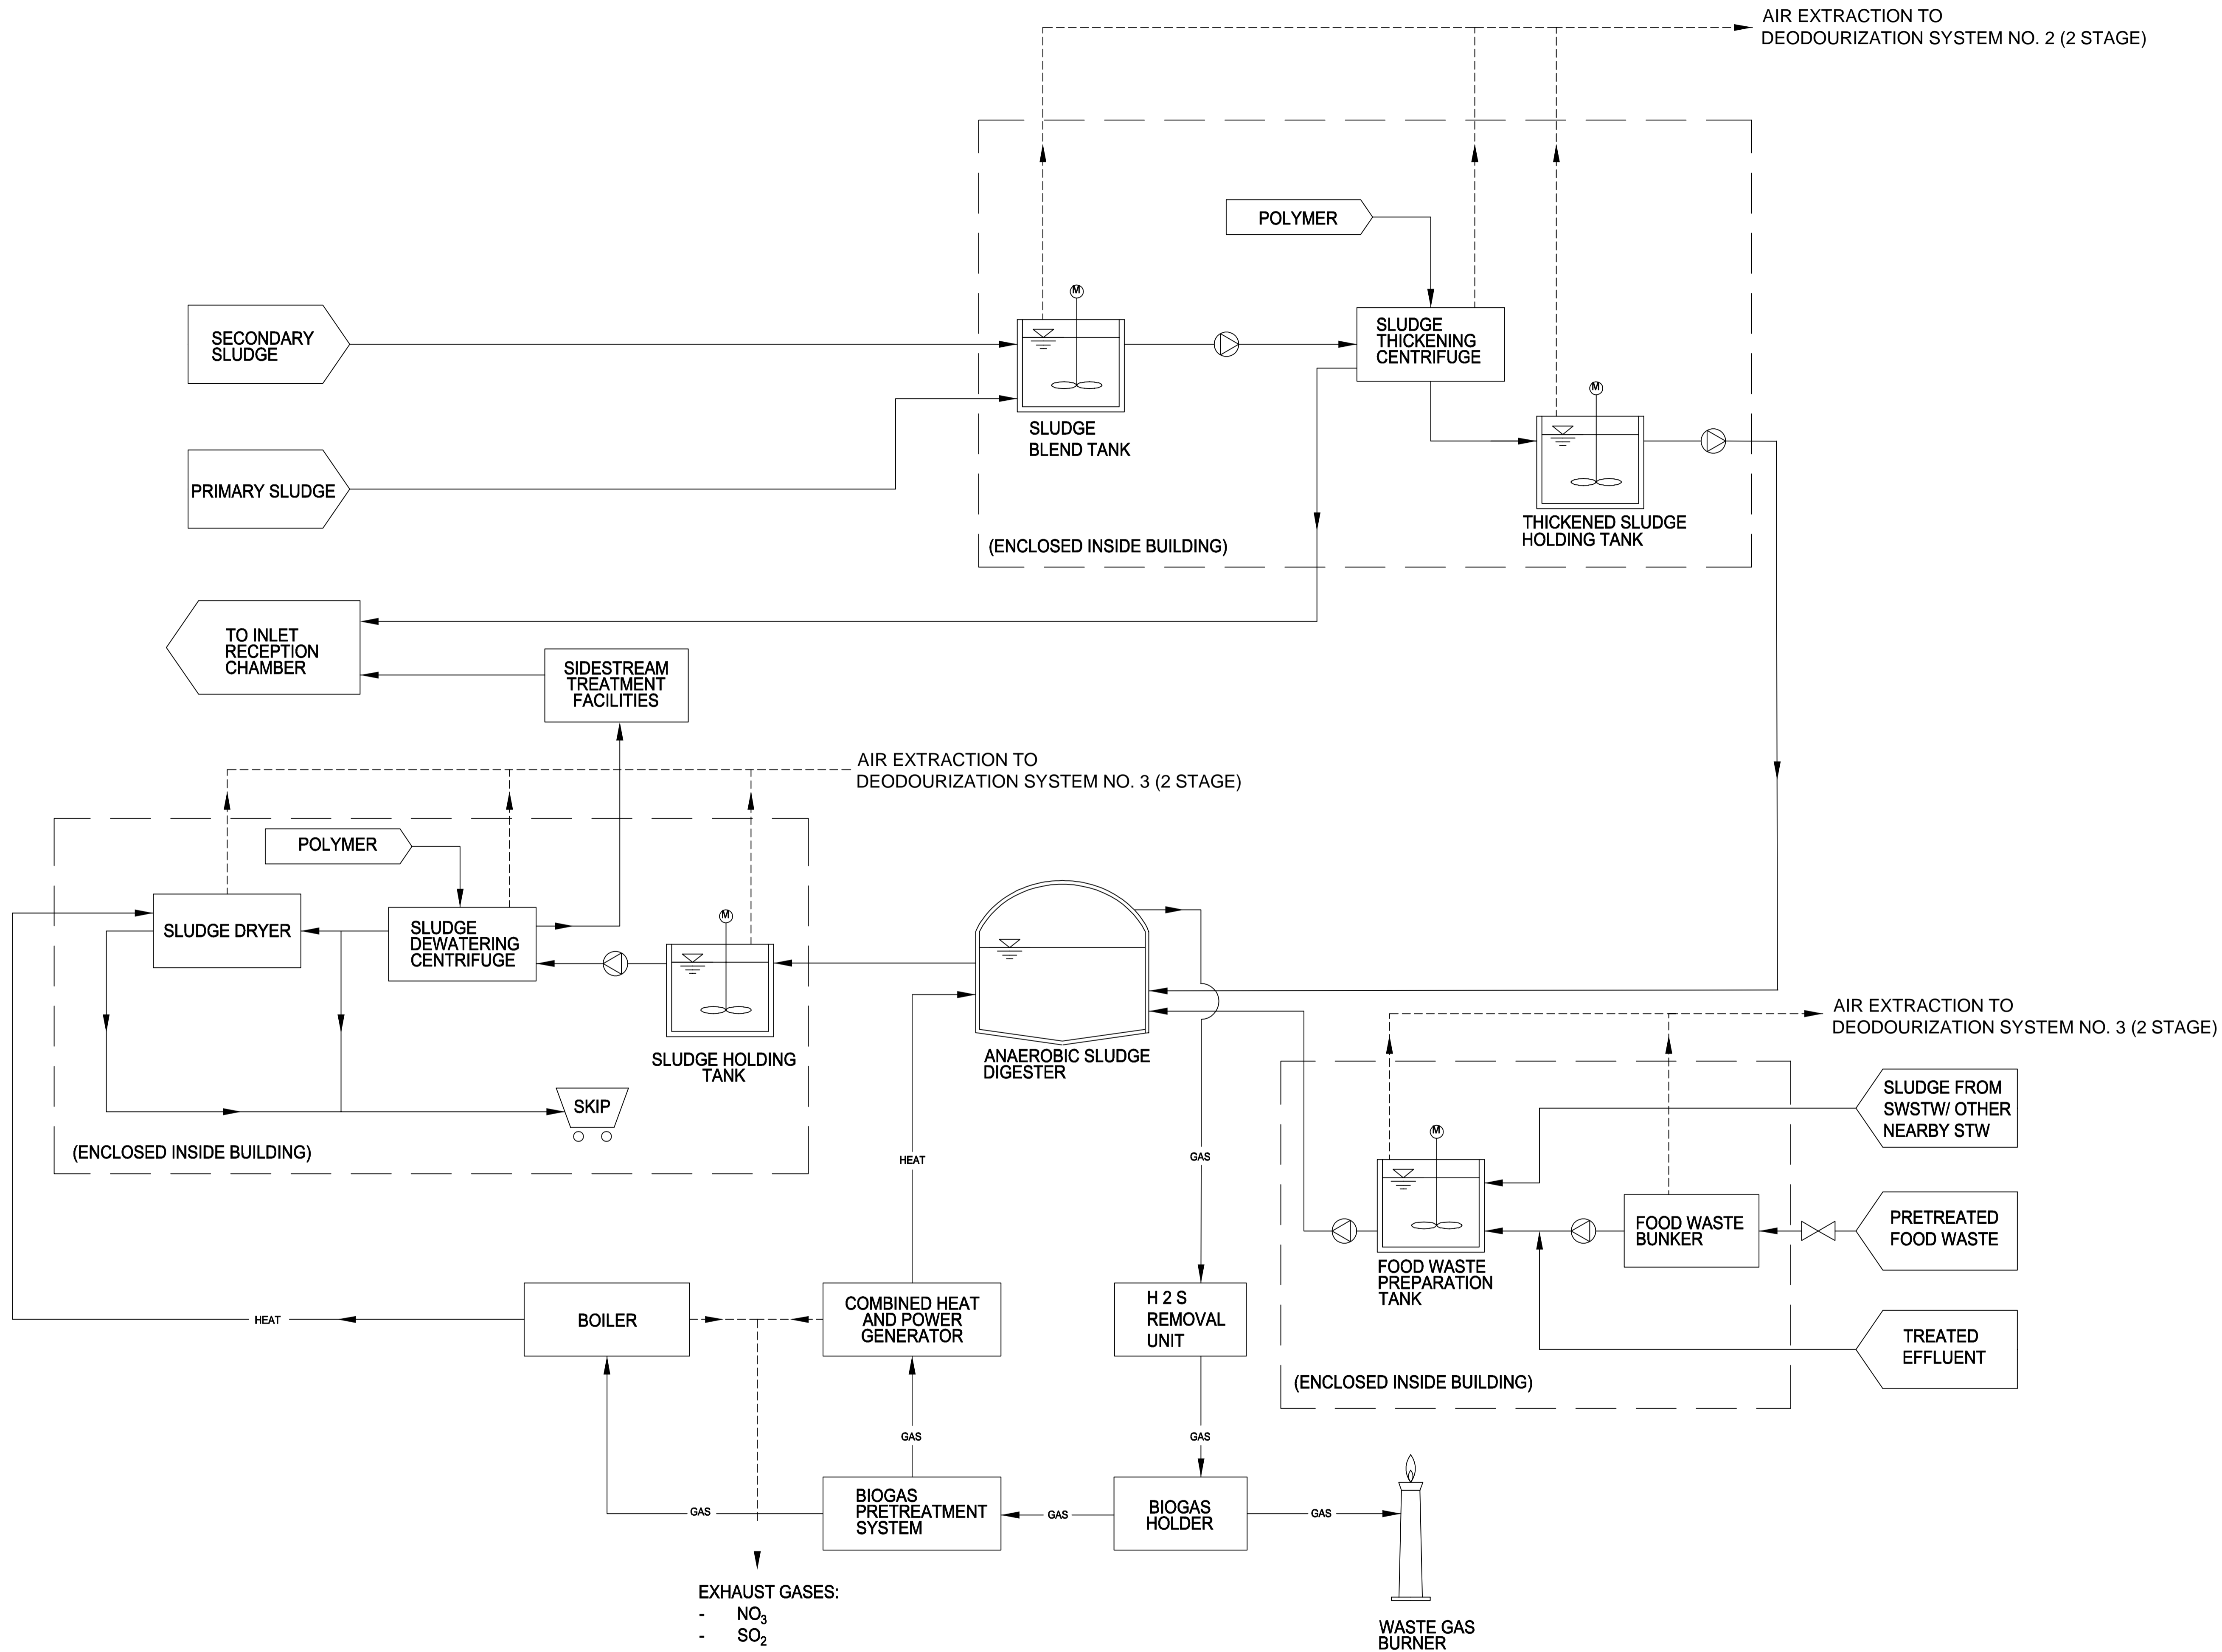 AIR EXTRACTION TO
DEODOURIZATION SYSTEM NO. 2 (2 STAGE)
POLYMER
M
SECONDARY
SLUDGE
SLUDGE
THICKENING
CENTRIFUGE
M
SLUDGE
BLEND TANK
PRIMARY SLUDGE
THICKENED SLUDGE
HOLDING TANK
(ENCLOSED INSIDE BUILDING)
TO INLET
RECEPTION
CHAMBER
SIDESTREAM
TREATMENT
FACILITIES
AIR EXTRACTION TO
DEODOURIZATION SYSTEM NO. 3 (2 STAGE)
POLYMER
SLUDGE DRYER
SLUDGE
DEWATERING
CENTRIFUGE
M
SLUDGE HOLDING
TANK
ANAEROBIC SLUDGE
DIGESTER
SKIP
(ENCLOSED INSIDE BUILDING)
AIR EXTRACTION TO
DEODOURIZATION SYSTEM NO. 3 (2 STAGE)
SLUDGE FROM
SWSTW/ OTHER
NEARBY STW
M
HEAT
GAS
FOOD WASTE
BUNKER
PRETREATED
FOOD WASTE
FOOD WASTE
PREPARATION
TANK
TREATED
EFFLUENT
(ENCLOSED INSIDE BUILDING)
HEAT
BOILER
COMBINED HEAT
AND POWER
GENERATOR
H 2 S
REMOVAL
UNIT
GAS
GAS
GAS
BIOGAS
PRETREATMENT
SYSTEM
GAS
BIOGAS
HOLDER
GAS
EXHAUST GASES:
- NO3
- SO2
WASTE GAS
BURNER